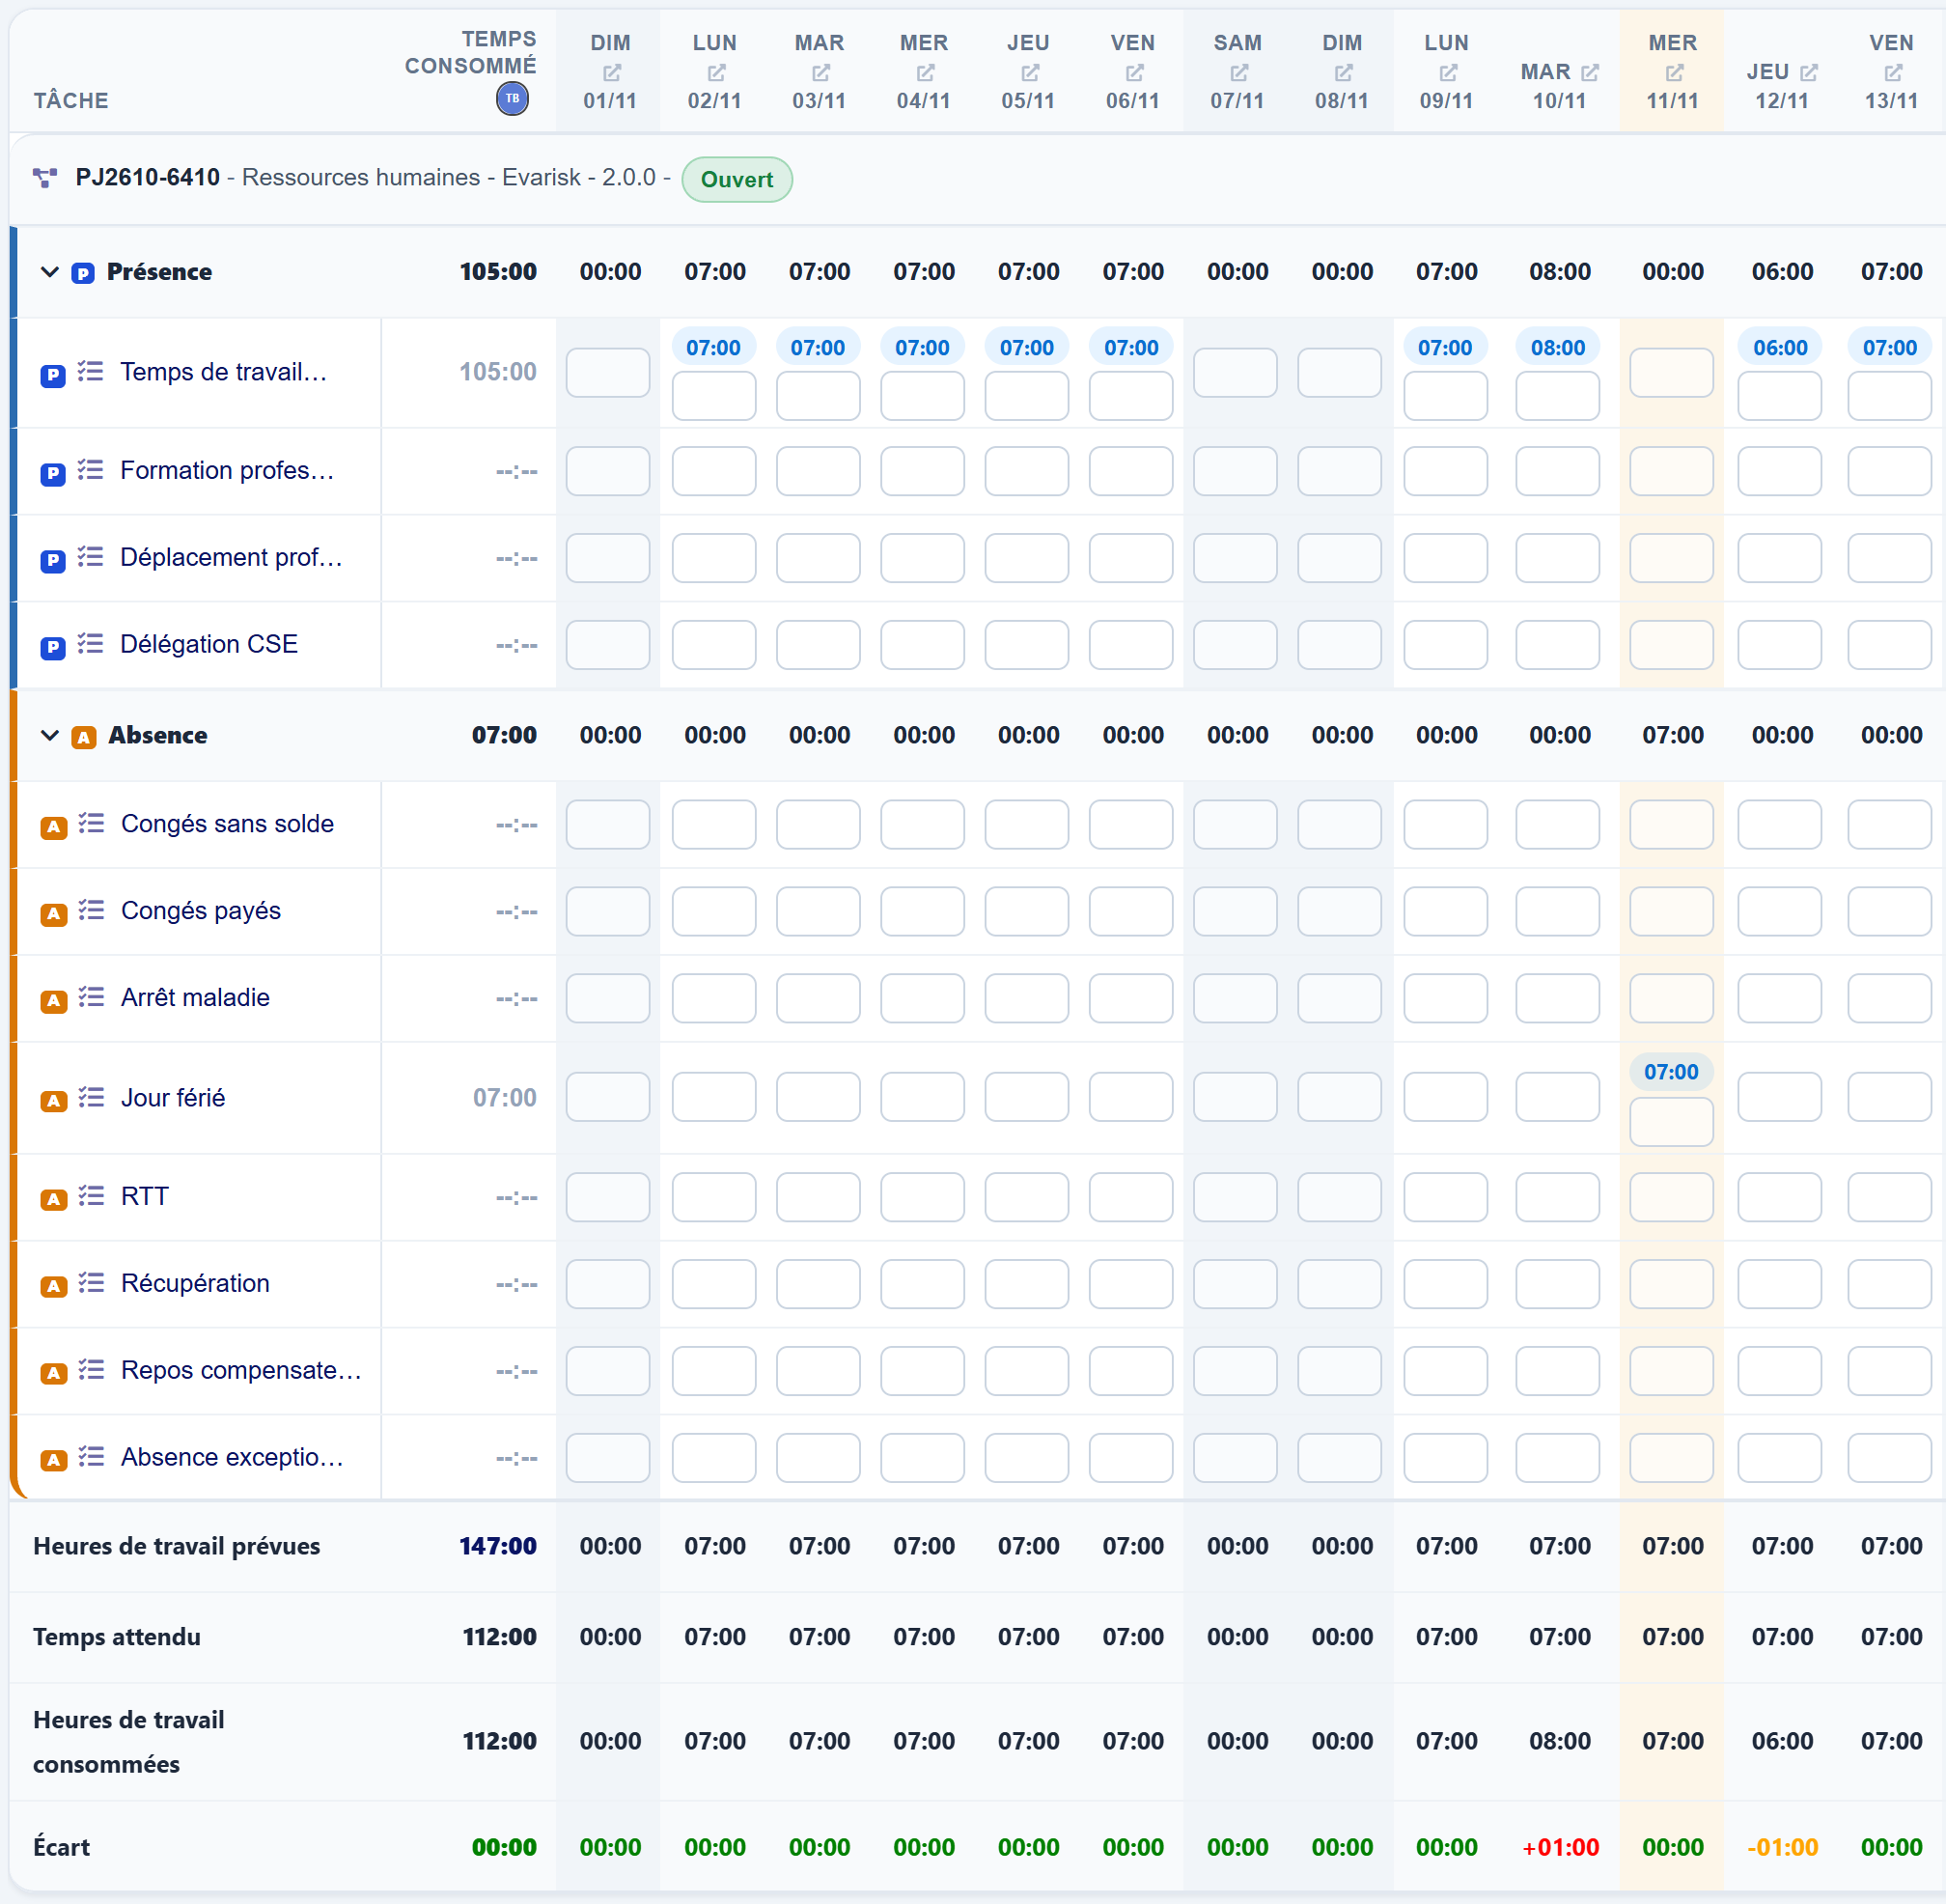 TÂCHE TEMPS CONSOMMÉ TB DIM 01/11 LUN 02/11 MAR 03/11 MER 04/11 JEU 05/11 VEN 06/11 SAM 07/11 DIM 08/11 LUN 09/11 MAR 10/11 MER 11/11 JEU 12/11 VEN 13/11
PJ2610-6410 - Ressources humaines - Evarisk - 2.0.0 - Ouvert
P Présence 105:00 00:00 07:00 07:00 07:00 07:00 07:00 00:00 00:00 07:00 08:00 00:00 06:00 07:00
P Temps de travail… 105:00 07:00 07:00 07:00 07:00 07:00 07:00 08:00 06:00 07:00
P Formation profes… --:--
P Déplacement prof… --:--
P Délégation CSE --:--
A Absence 07:00 00:00 00:00 00:00 00:00 00:00 00:00 00:00 00:00 00:00 00:00 07:00 00:00 00:00
A Congés sans solde --:--
A Congés payés --:--
A Arrêt maladie --:--
A Jour férié 07:00 07:00
A RTT --:--
A Récupération --:--
A Repos compensate… --:--
A Absence exceptio… --:--
Heures de travail prévues 147:00 00:00 07:00 07:00 07:00 07:00 07:00 00:00 00:00 07:00 07:00 07:00 07:00 07:00
Temps attendu 112:00 00:00 07:00 07:00 07:00 07:00 07:00 00:00 00:00 07:00 07:00 07:00 07:00 07:00
Heures de travail consommées 112:00 00:00 07:00 07:00 07:00 07:00 07:00 00:00 00:00 07:00 08:00 07:00 06:00 07:00
Écart 00:00 00:00 00:00 00:00 00:00 00:00 00:00 00:00 00:00 00:00 +01:00 00:00 -01:00 00:00